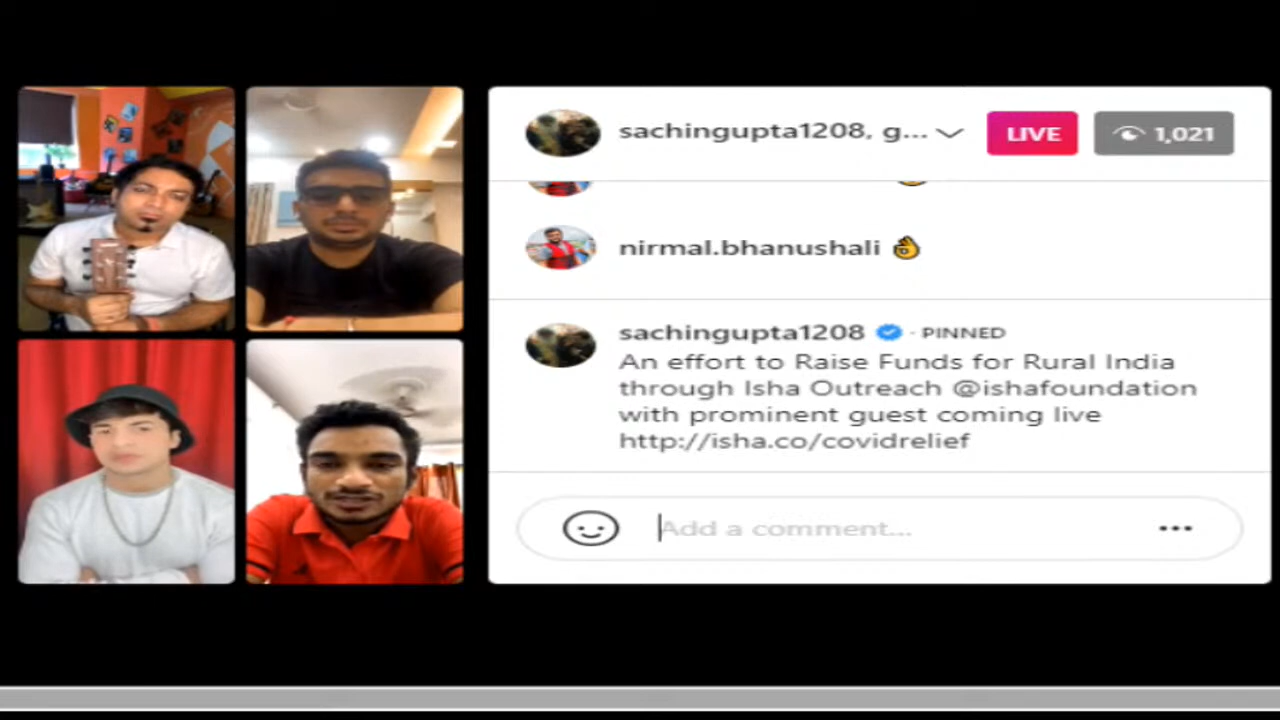 sachingupta1208, g...
LIVE
1,021
nirmal.bhanushali 👌
sachingupta1208 · PINNED
An effort to Raise Funds for Rural India
through Isha Outreach @ishafoundation
with prominent guest coming live
http://isha.co/covidrelief
Add a comment...